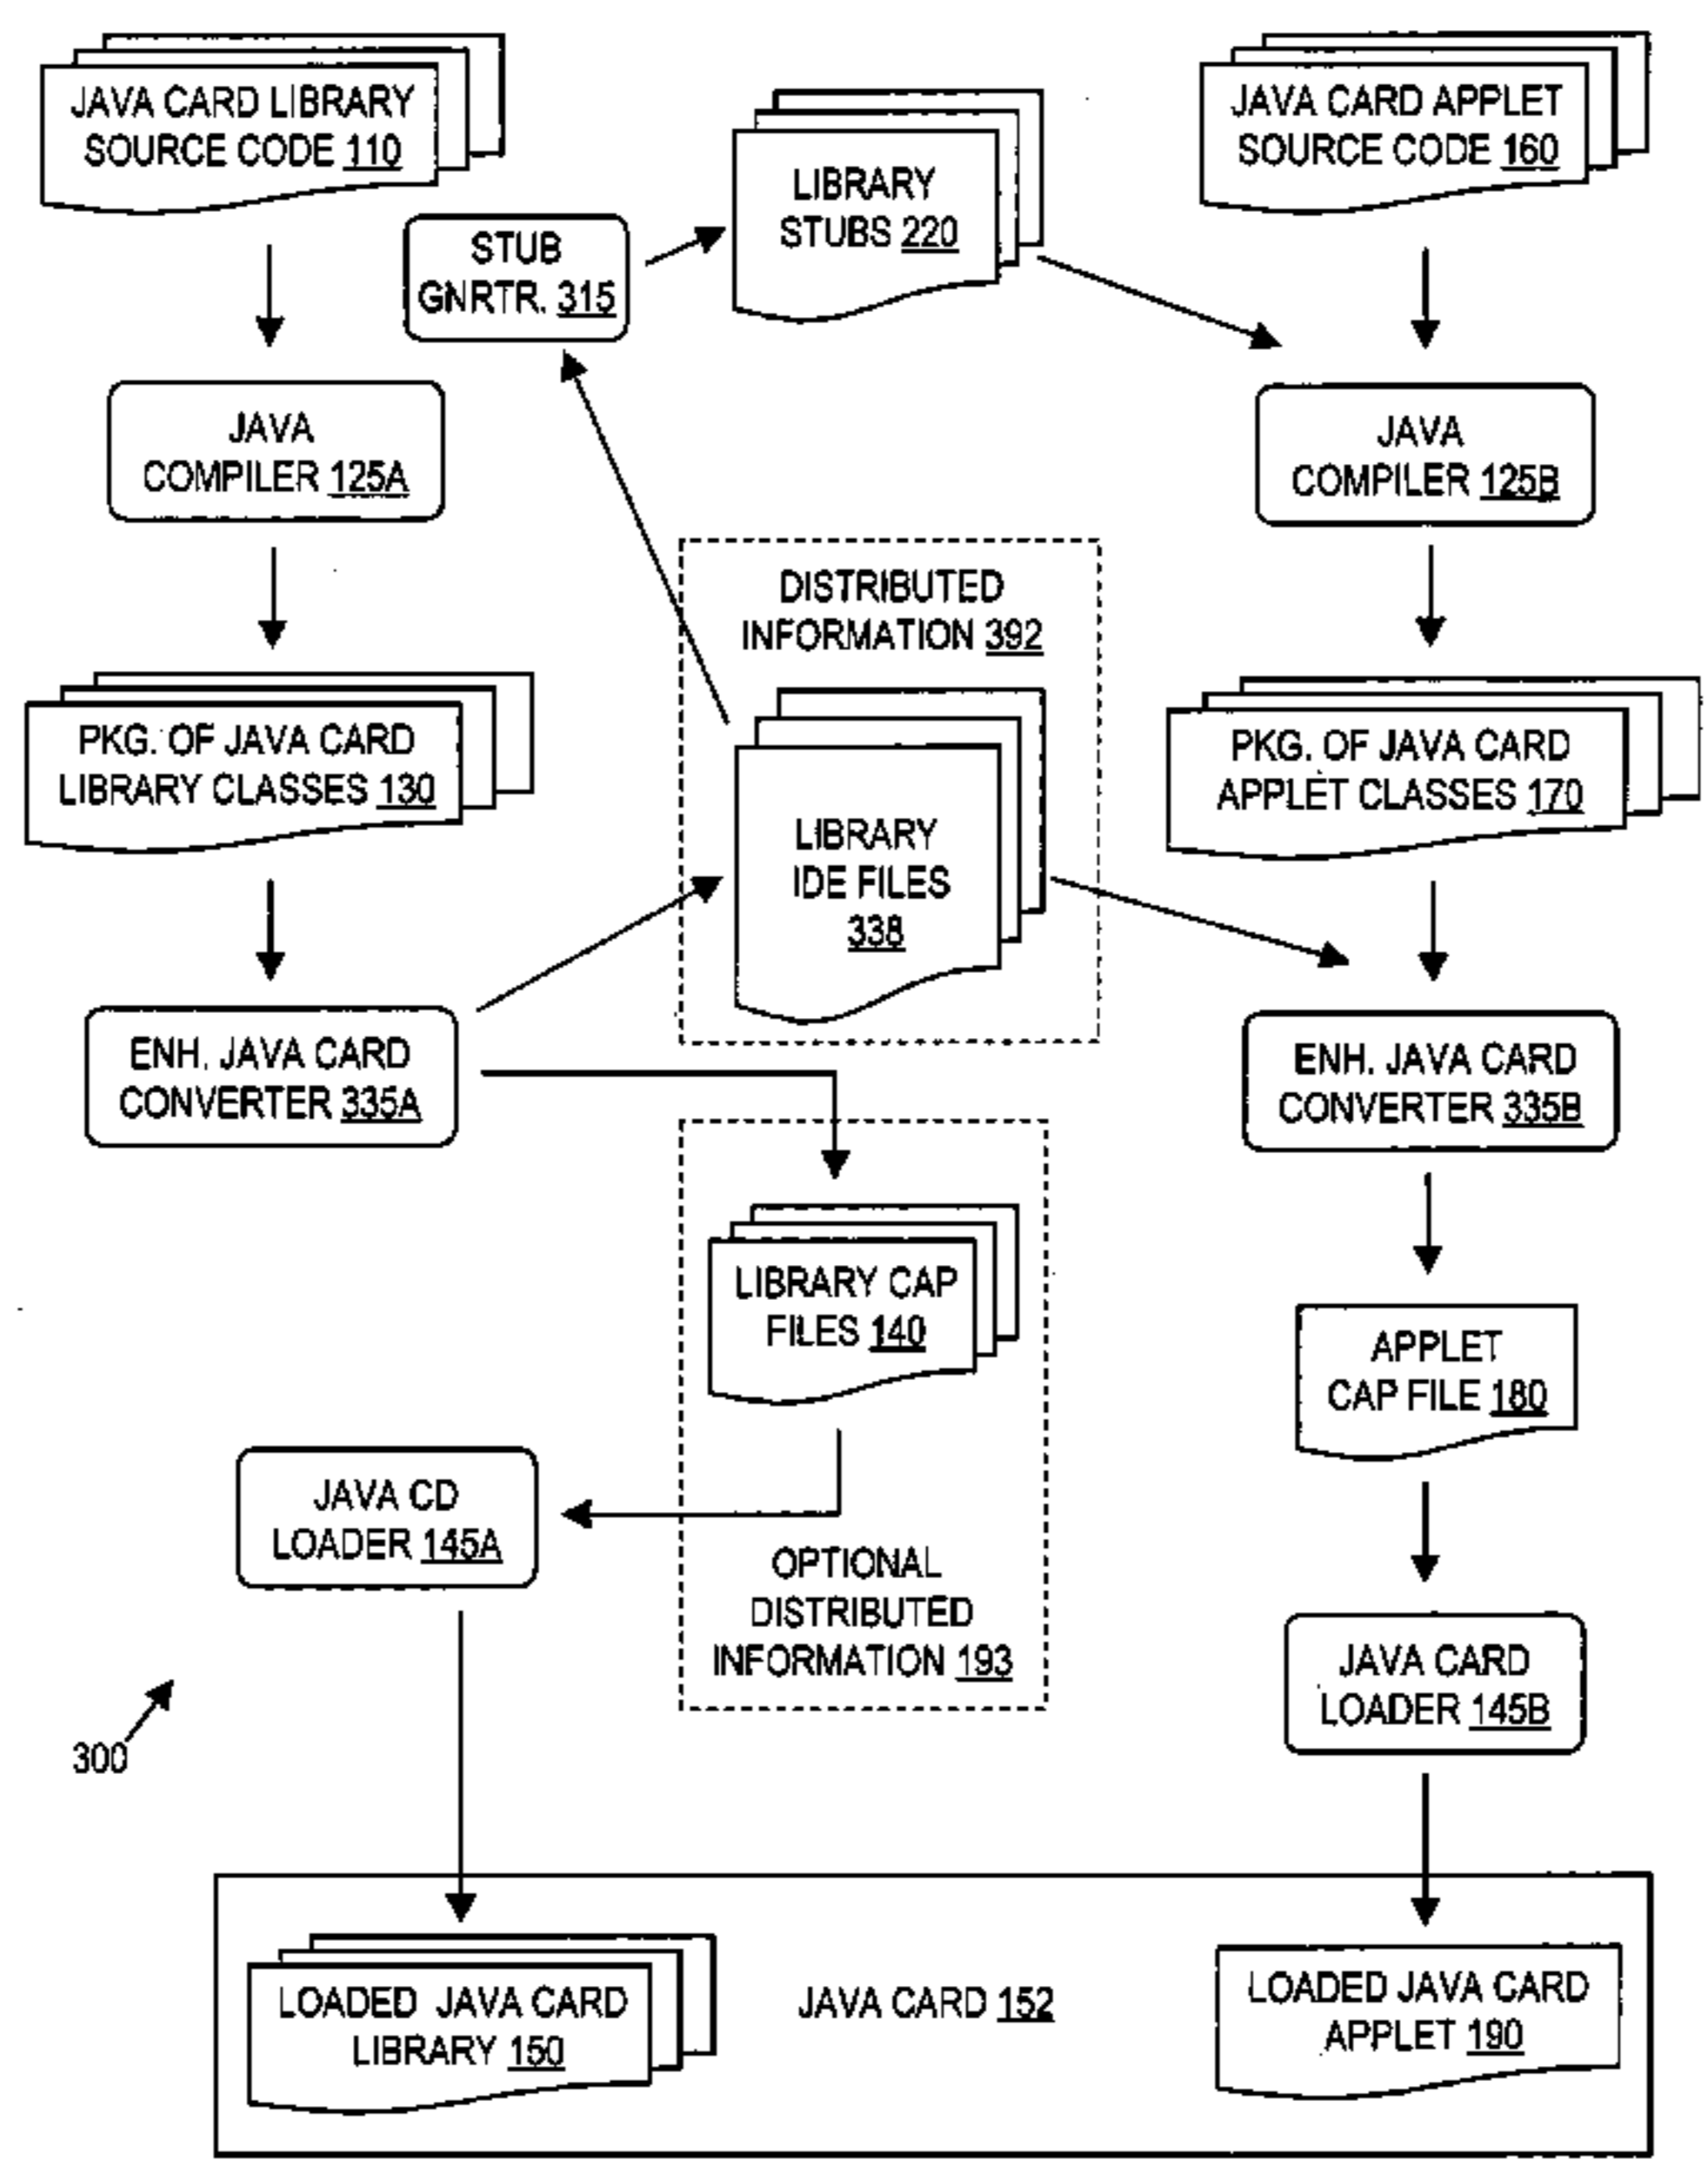 JAVA CARD LIBRARY
SOURCE CODE 110
JAVA CARD APPLET
SOURCE CODE 160
LIBRARY
STUBS 220
STUB
GNRTR. 315
JAVA
COMPILER 125A
JAVA
COMPILER 125B
DISTRIBUTED
INFORMATION 392
PKG. OF JAVA CARD
LIBRARY CLASSES 130
PKG. OF JAVA CARD
APPLET CLASSES 170
LIBRARY
IDE FILES
338
ENH. JAVA CARD
CONVERTER 335A
ENH. JAVA CARD
CONVERTER 335B
LIBRARY CAP
FILES 140
APPLET
CAP FILE 180
JAVA CD
LOADER 145A
OPTIONAL
DISTRIBUTED
INFORMATION 193
JAVA CARD
LOADER 145B
300
LOADED JAVA CARD
LIBRARY 150
JAVA CARD 152
LOADED JAVA CARD
APPLET 190